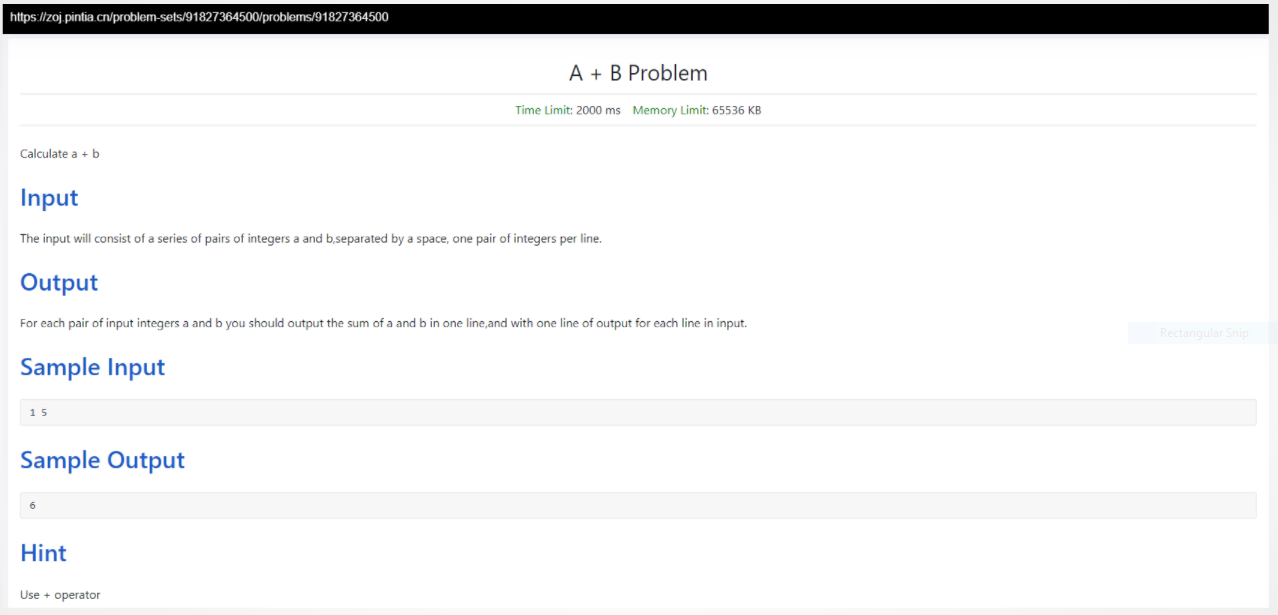 https://zoj.pintia.cn/problem-sets/91827364500/problems/91827364500
A + B Problem
Time Limit: 2000 ms Memory Limit: 65536 KB
Calculate a + b
Input
The input will consist of a series of pairs of integers a and b,separated by a space, one pair of integers per line.
Output
For each pair of input integers a and b you should output the sum of a and b in one line,and with one line of output for each line in input.
Rectangular Snip
Sample Input
1 5
Sample Output
6
Hint
Use + operator